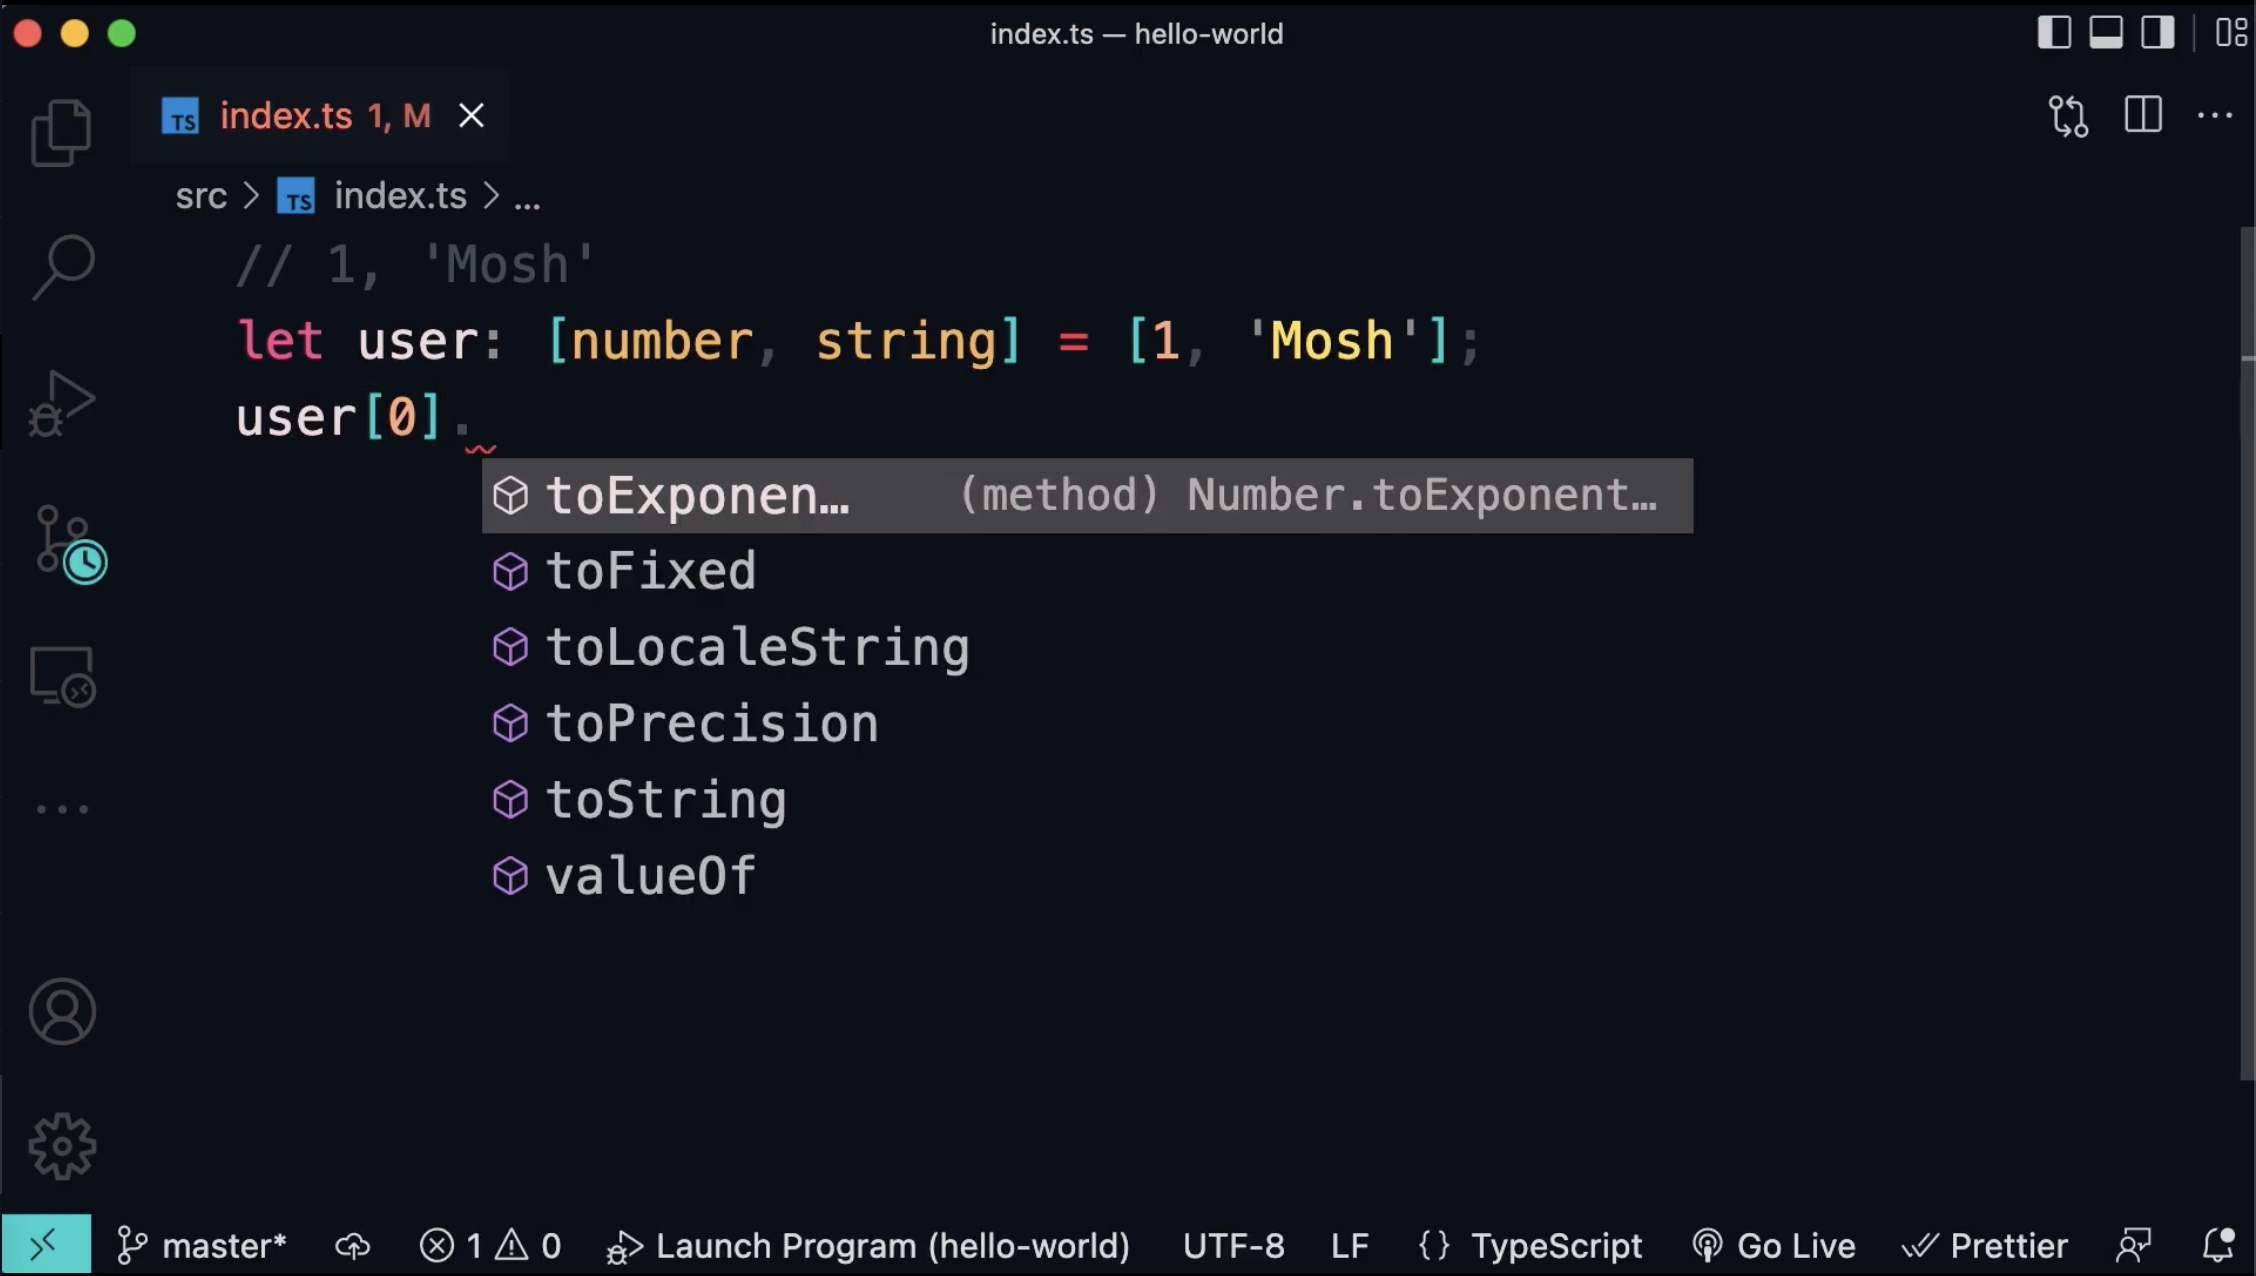 index.ts — hello-world
TS index.ts 1, M
src > TS index.ts > ...
// 1, 'Mosh'
let user: [number, string] = [1, 'Mosh'];
user[0].
toExponen… (method) Number.toExponent…
toFixed
toLocaleString
toPrecision
toString
valueOf
master* 1 0 Launch Program (hello-world) UTF-8 LF {} TypeScript Go Live Prettier